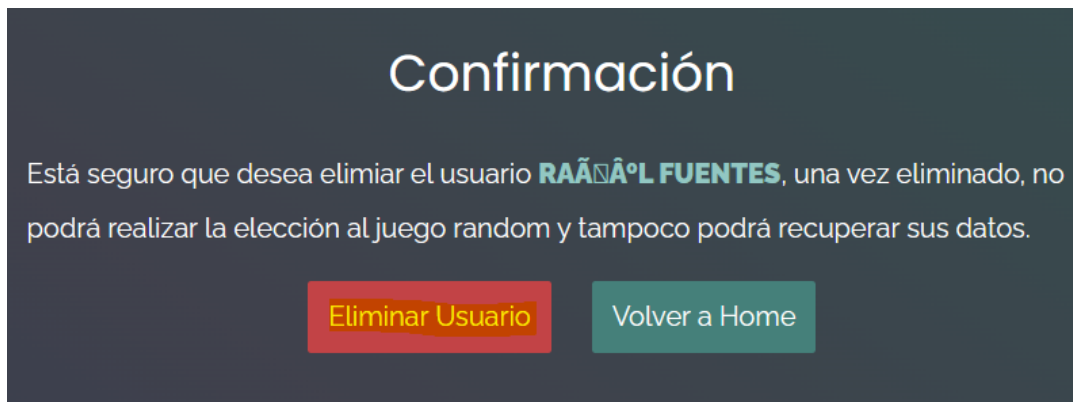 Confirmación
Está seguro que desea elimiar el usuario RAÃ�ÂºL FUENTES, una vez eliminado, no
podrá realizar la elección al juego random y tampoco podrá recuperar sus datos.
Eliminar Usuario
Volver a Home